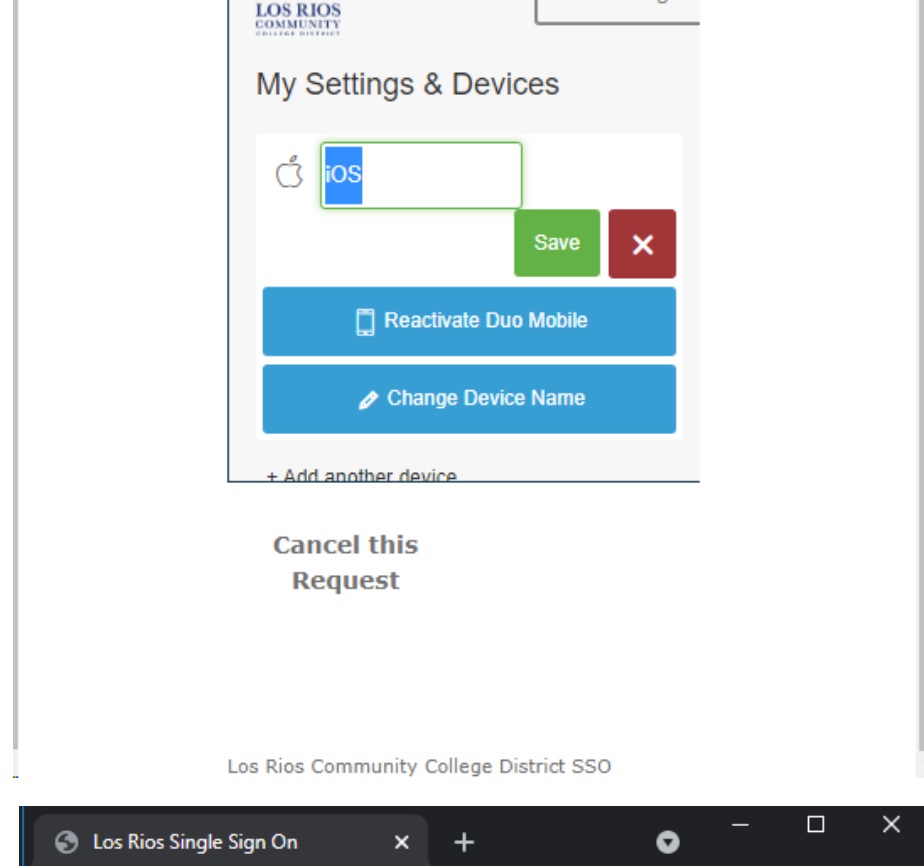 LOS RIOS
COMMUNITY
COLLEGE DISTRICT
My Settings & Devices
iOS
Save
Reactivate Duo Mobile
Change Device Name
+ Add another device
Cancel this
Request
Los Rios Community College District SSO
Los Rios Single Sign On